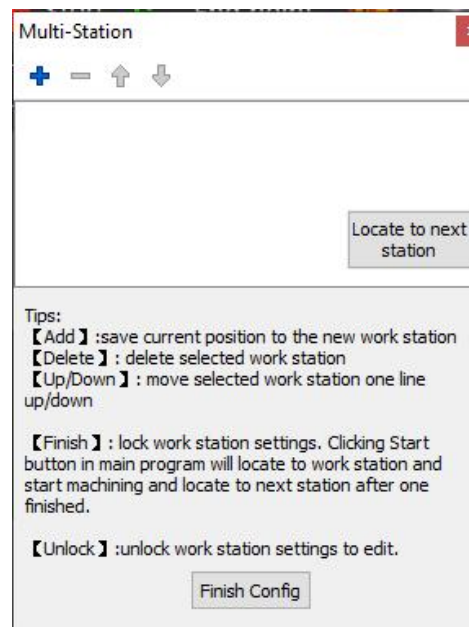 Multi-Station
Locate to next
station
Tips:
【Add】:save current position to the new work station
【Delete】: delete selected work station
【Up/Down】: move selected work station one line
up/down
【Finish】: lock work station settings. Clicking Start
button in main program will locate to work station and
start machining and locate to next station after one
finished.
【Unlock】:unlock work station settings to edit.
Finish Config